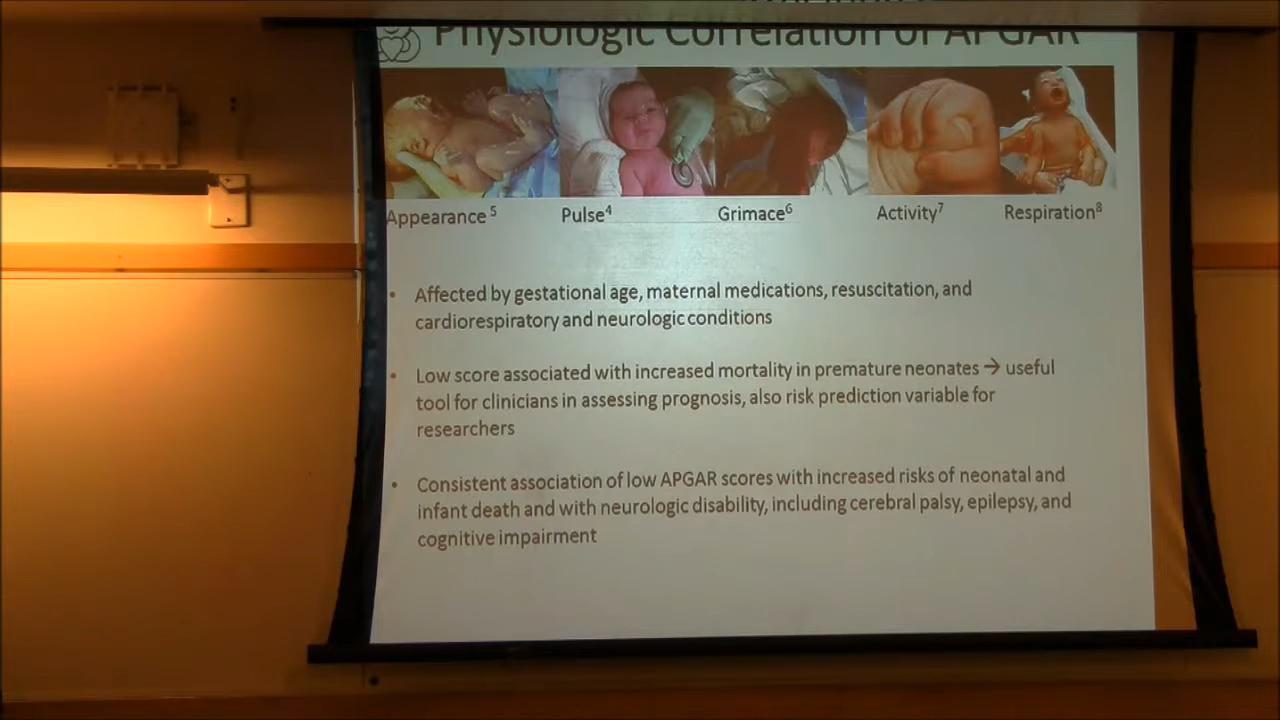 Physiologic Correlation of APGAR
Appearance⁵ Pulse⁴ Grimace⁶ Activity⁷ Respiration⁸
• Affected by gestational age, maternal medications, resuscitation, and
cardiorespiratory and neurologic conditions
• Low score associated with increased mortality in premature neonates → useful
tool for clinicians in assessing prognosis, also risk prediction variable for
researchers
• Consistent association of low APGAR scores with increased risks of neonatal and
infant death and with neurologic disability, including cerebral palsy, epilepsy, and
cognitive impairment